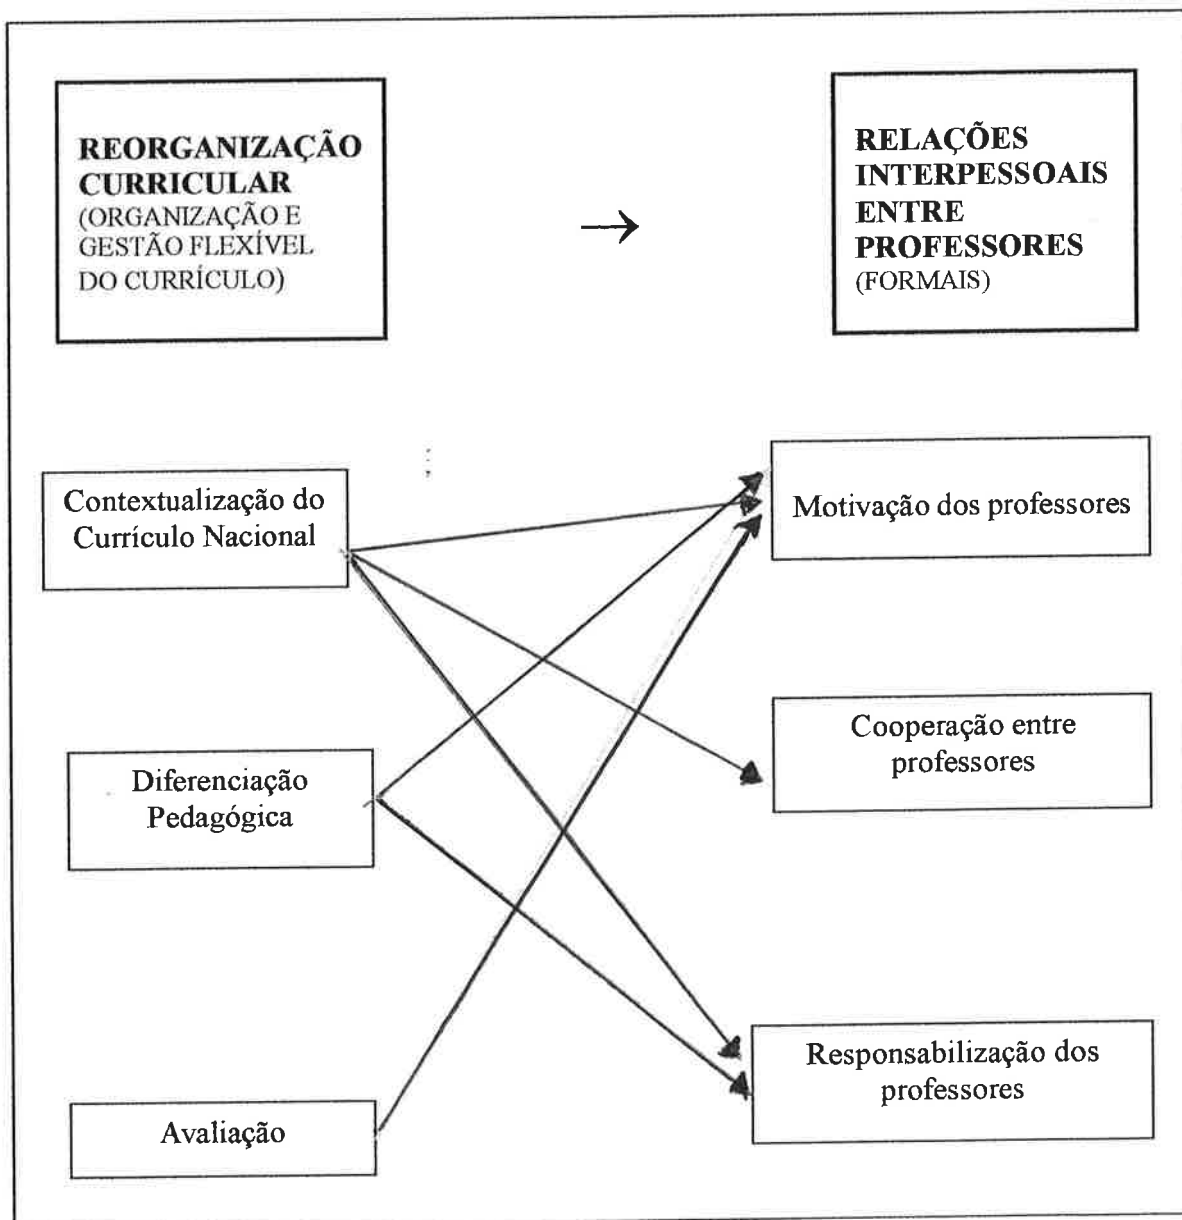 REORGANIZAÇÃO
CURRICULAR
(ORGANIZAÇÃO E
GESTÃO FLEXÍVEL
DO CURRÍCULO)
→
RELAÇÕES
INTERPESSOAIS
ENTRE
PROFESSORES
(FORMAIS)
Contextualização do
Currículo Nacional
Motivação dos professores
Diferenciação
Pedagógica
Cooperação entre
professores
Avaliação
Responsabilização dos
professores